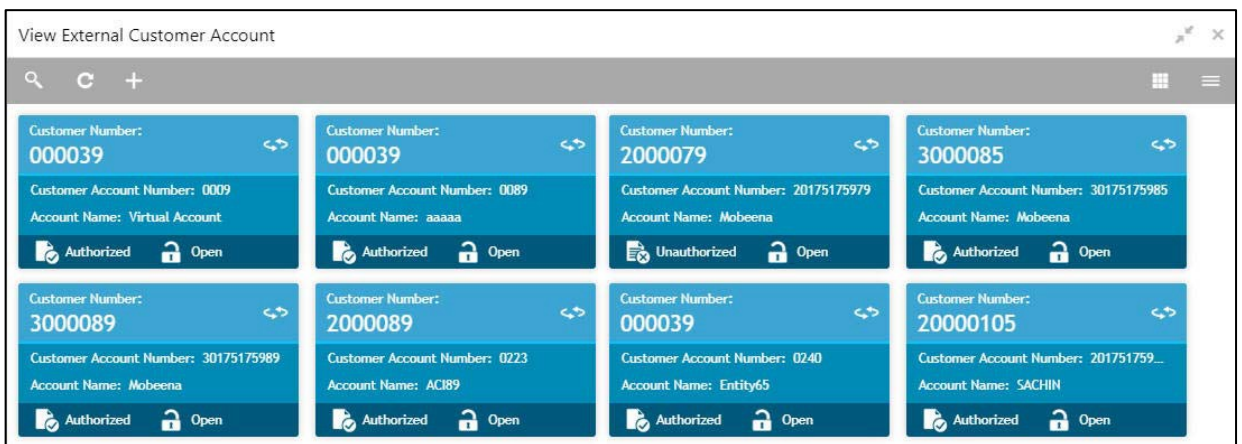 View External Customer Account
Customer Number:
000039
Customer Account Number: 0009
Account Name: Virtual Account
Authorized Open
Customer Number:
000039
Customer Account Number: 0089
Account Name: aaaaa
Authorized Open
Customer Number:
2000079
Customer Account Number: 20175175979
Account Name: Mobeena
Unauthorized Open
Customer Number:
3000085
Customer Account Number: 30175175985
Account Name: Mobeena
Authorized Open
Customer Number:
3000089
Customer Account Number: 30175175989
Account Name: Mobeena
Authorized Open
Customer Number:
2000089
Customer Account Number: 0223
Account Name: ACI89
Authorized Open
Customer Number:
000039
Customer Account Number: 0240
Account Name: Entity65
Authorized Open
Customer Number:
20000105
Customer Account Number: 201751759...
Account Name: SACHIN
Authorized Open